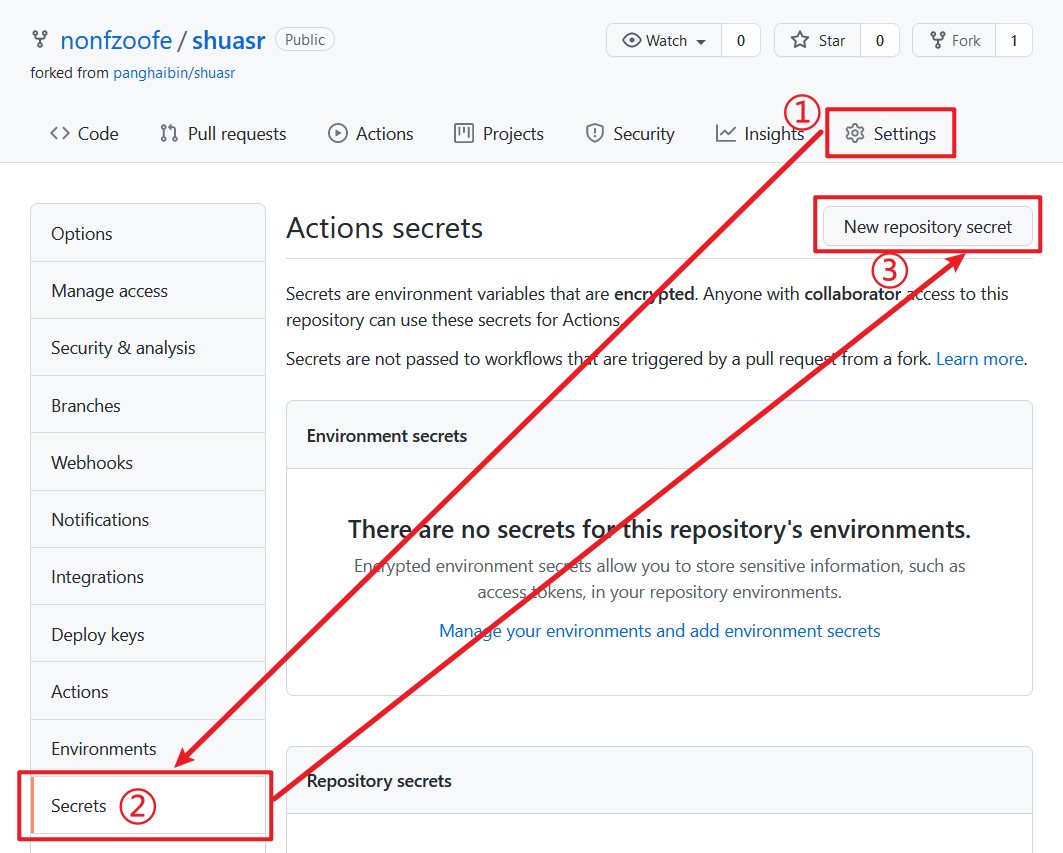 nonfzoofe / shuasr Public Watch 0 Star 0 Fork 1
forked from panghaibin/shuasr
①
Code Pull requests Actions Projects Security Insights Settings
Options
Manage access
Security & analysis
Branches
Webhooks
Notifications
Integrations
Deploy keys
Actions
Environments
Secrets ②
Actions secrets New repository secret
③
Secrets are environment variables that are encrypted. Anyone with collaborator access to this
repository can use these secrets for Actions.
Secrets are not passed to workflows that are triggered by a pull request from a fork. Learn more.
Environment secrets
There are no secrets for this repository's environments.
Encrypted environment secrets allow you to store sensitive information, such as
access tokens, in your repository environments.
Manage your environments and add environment secrets
Repository secrets